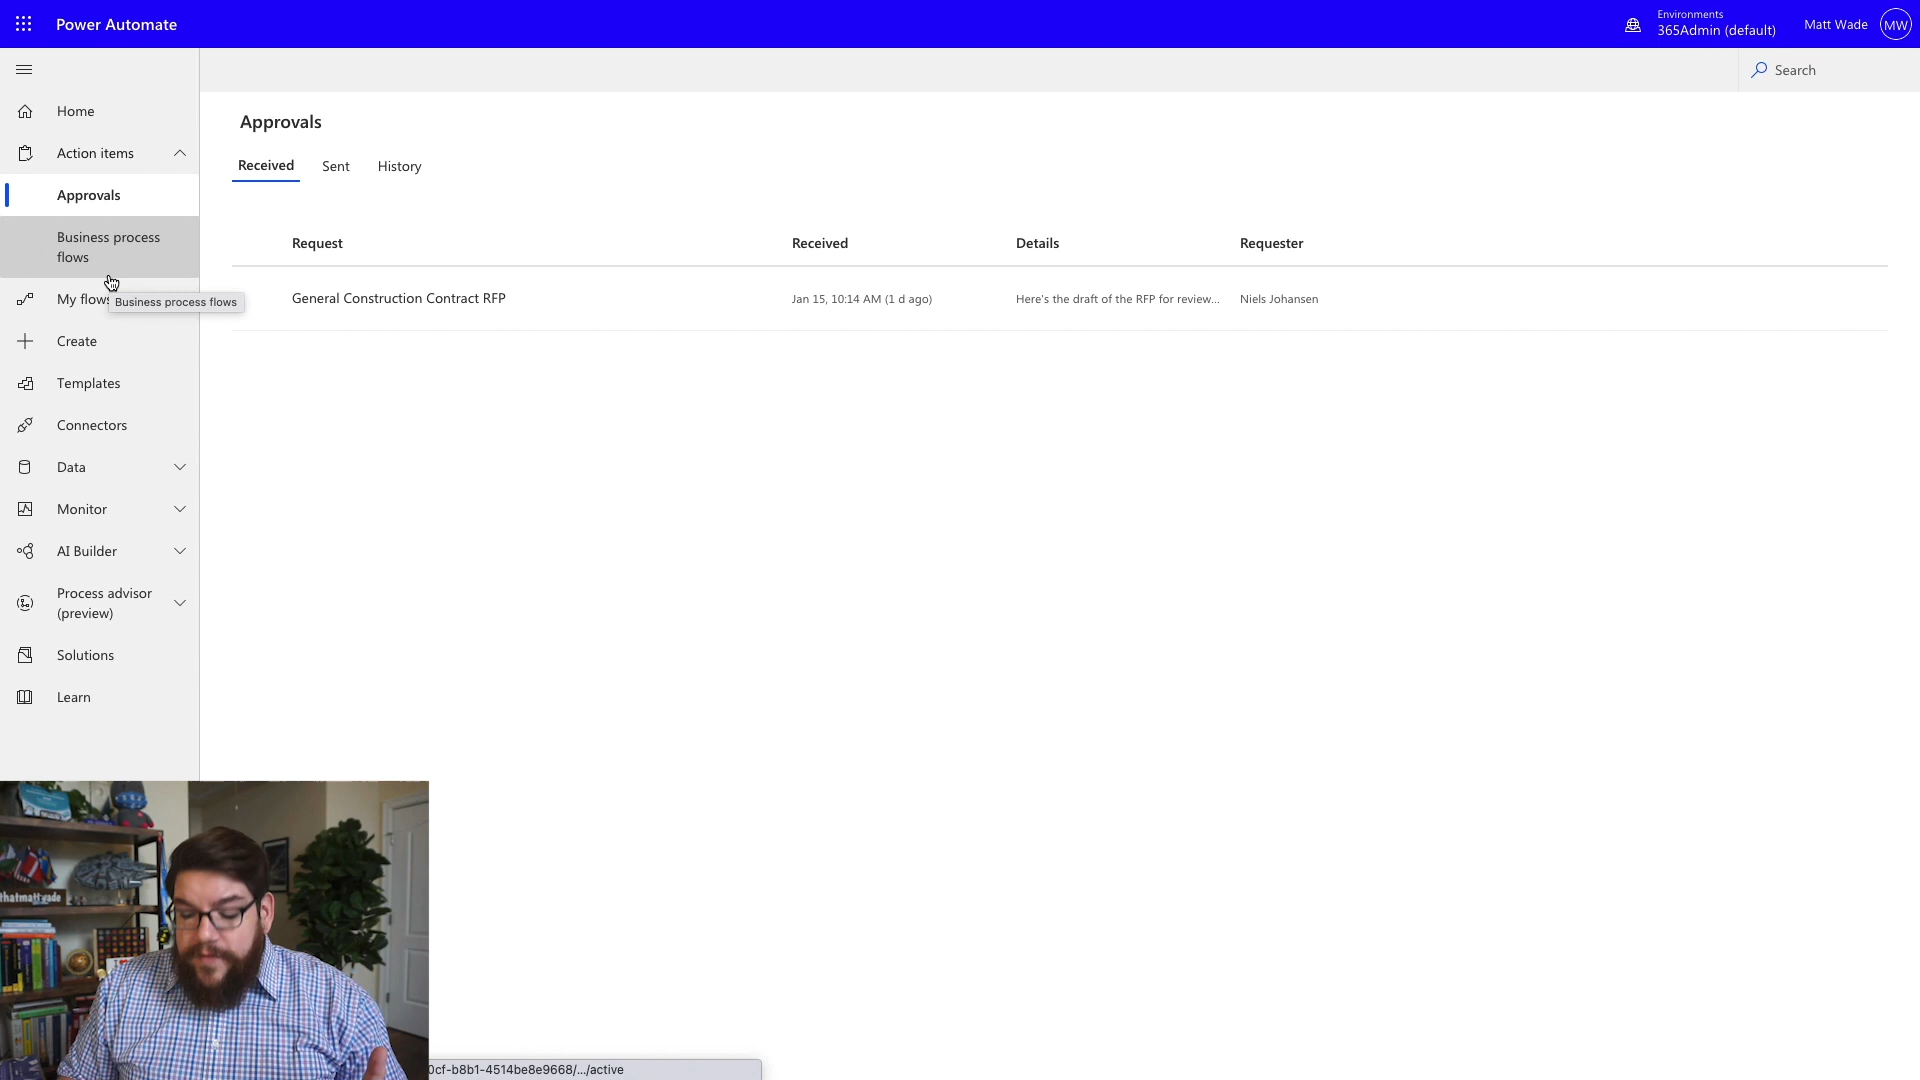 Power Automate
Environments
365Admin (default)
Matt Wade
MW
Search
Home
Action items
Approvals
Business process
flows
My flows
Business process flows
Create
Templates
Connectors
Data
Monitor
AI Builder
Process advisor
(preview)
Solutions
Learn
Approvals
Received
Sent
History
Request
Received
Details
Requester
General Construction Contract RFP
Jan 15, 10:14 AM (1 d ago)
Here's the draft of the RFP for review...
Niels Johansen
thatmattwade
0cf-b8b1-4514be8e9668/.../active